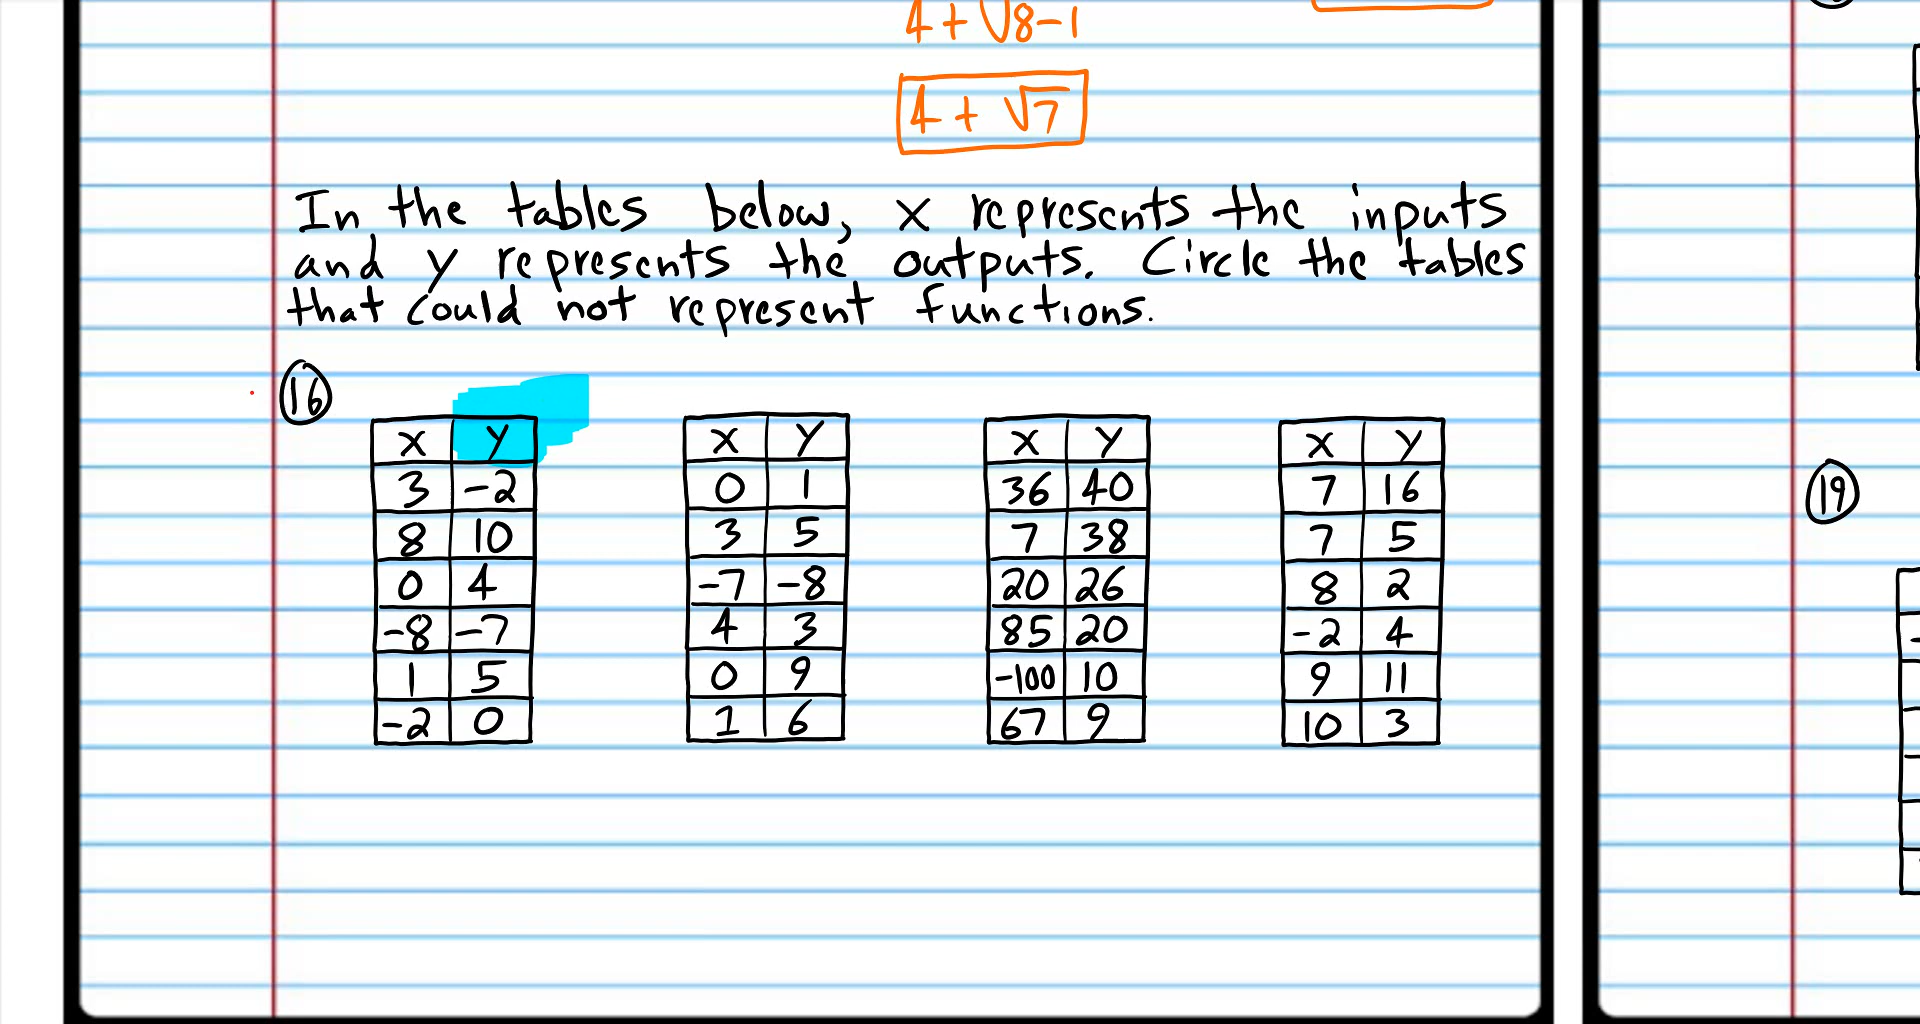 4 + √8-1
4 + √7
In the tables below, x represents the inputs
and y represents the outputs. Circle the tables
that could not represent functions.
16
x y
3 -2
8 10
0 4
-8 -7
1 5
-2 0
x y
0 1
3 5
-7 -8
4 3
0 9
1 6
x y
36 40
7 38
20 26
85 20
-100 10
67 9
x y
7 16
7 5
8 2
-2 4
9 11
10 3
19